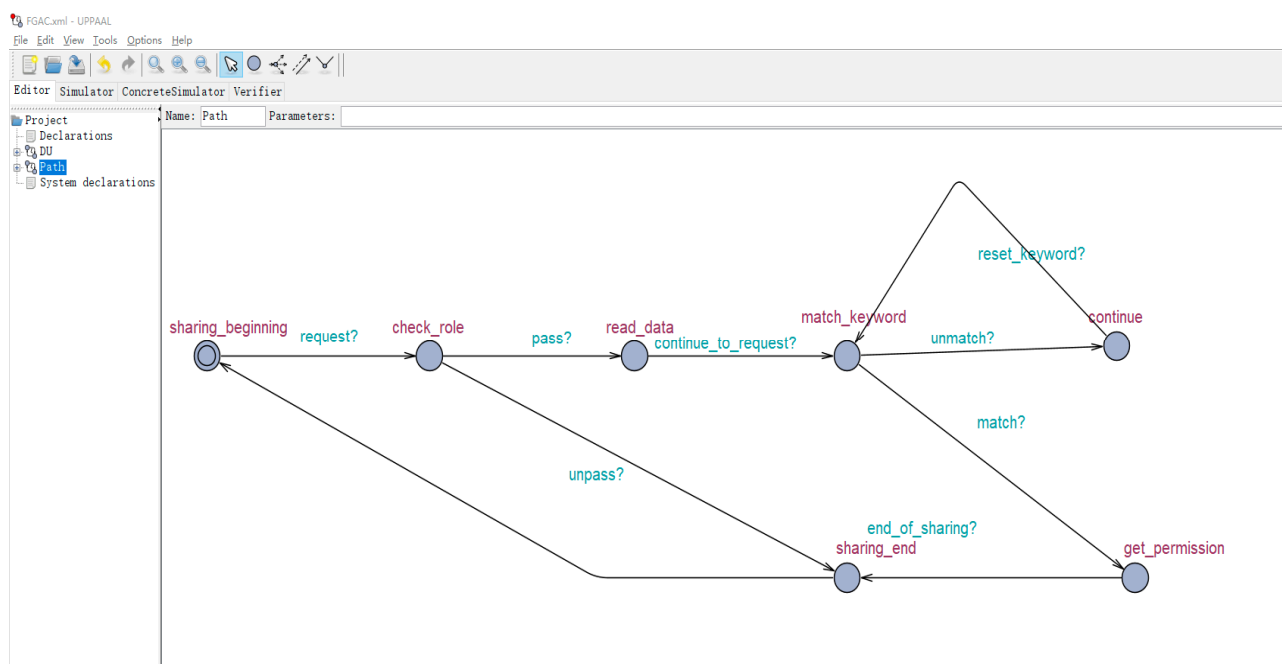 FGAC.xml - UPPAAL
File Edit View Tools Options Help
Editor Simulator ConcreteSimulator Verifier
Project
Declarations
DU
Path
System declarations
Name: Path Parameters:
reset_keyword?
sharing_beginning request? check_role pass? read_data continue_to_request? match_keyword unmatch? continue
match?
unpass?
end_of_sharing?
sharing_end get_permission